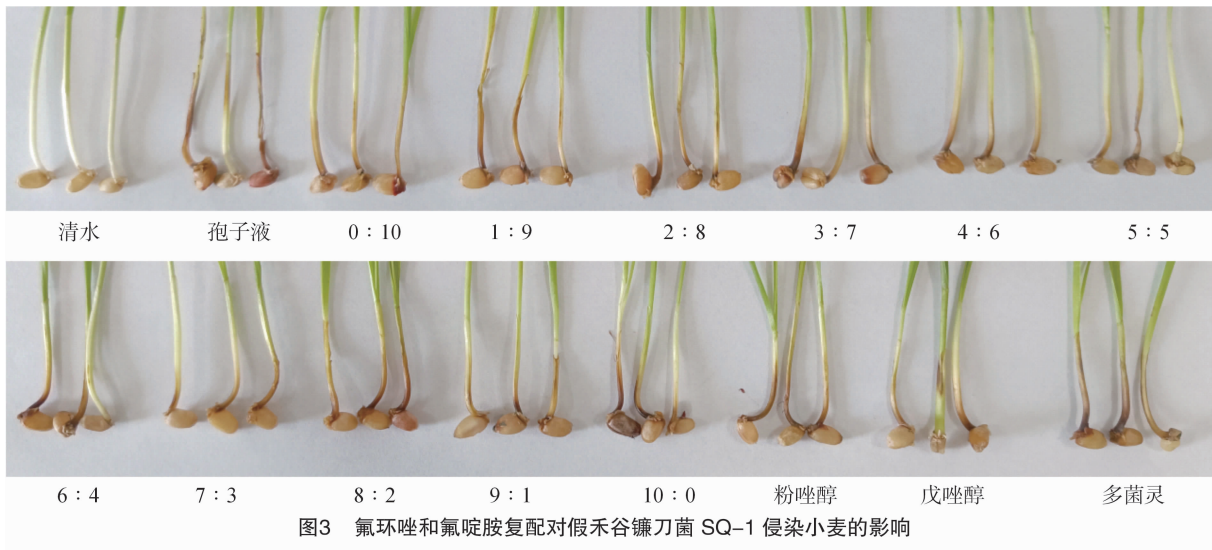 清水 孢子液 0∶10 1∶9 2∶8 3∶7 4∶6 5∶5
6∶4 7∶3 8∶2 9∶1 10∶0 粉唑醇 戊唑醇 多菌灵
图3 氟环唑和氟啶胺复配对假禾谷镰刀菌 SQ-1 侵染小麦的影响